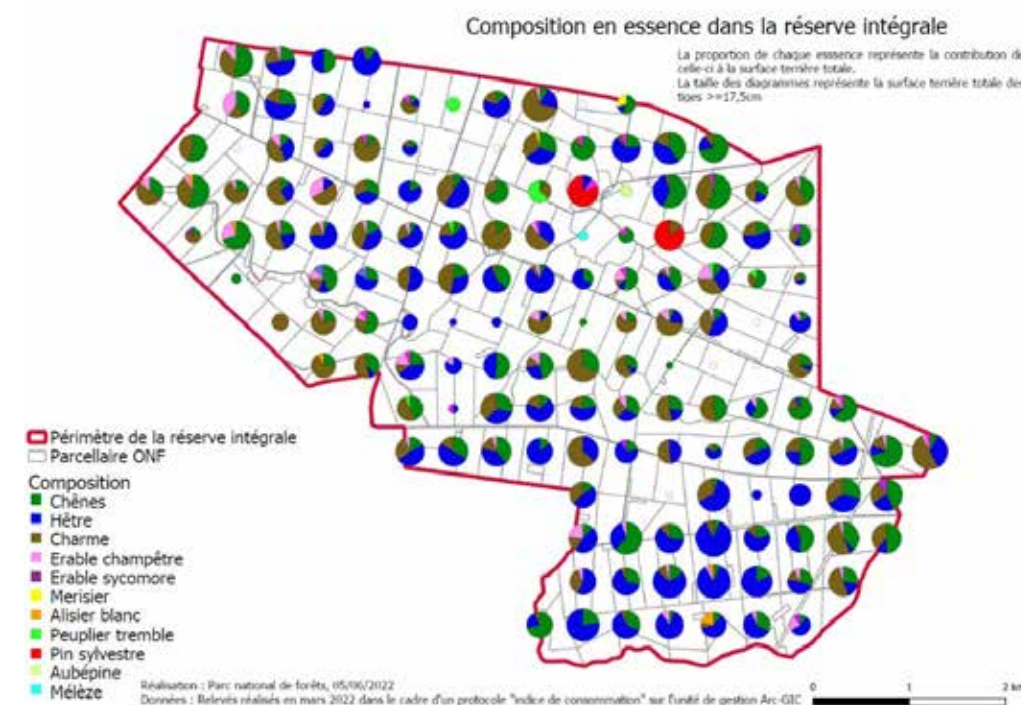 Composition en essence dans la réserve intégrale
La proportion de chaque esssence représente la contribution de
celle-ci à la surface terrière totale.
La taille des diagrammes représente la surface terrière totale des
tiges >=17,5cm
Périmètre de la réserve intégrale
Parcellaire ONF
Composition
Chênes
Hêtre
Charme
Erable champêtre
Erable sycomore
Merisier
Alisier blanc
Peuplier tremble
Pin sylvestre
Aubépine
Mélèze
Réalisation : Parc national de forêts, 05/06/2022
Données : Relevés réalisés en mars 2022 dans le cadre d'un protocole "indice de consommation" sur l'unité de gestion Arc-GIC
0 1 2 km